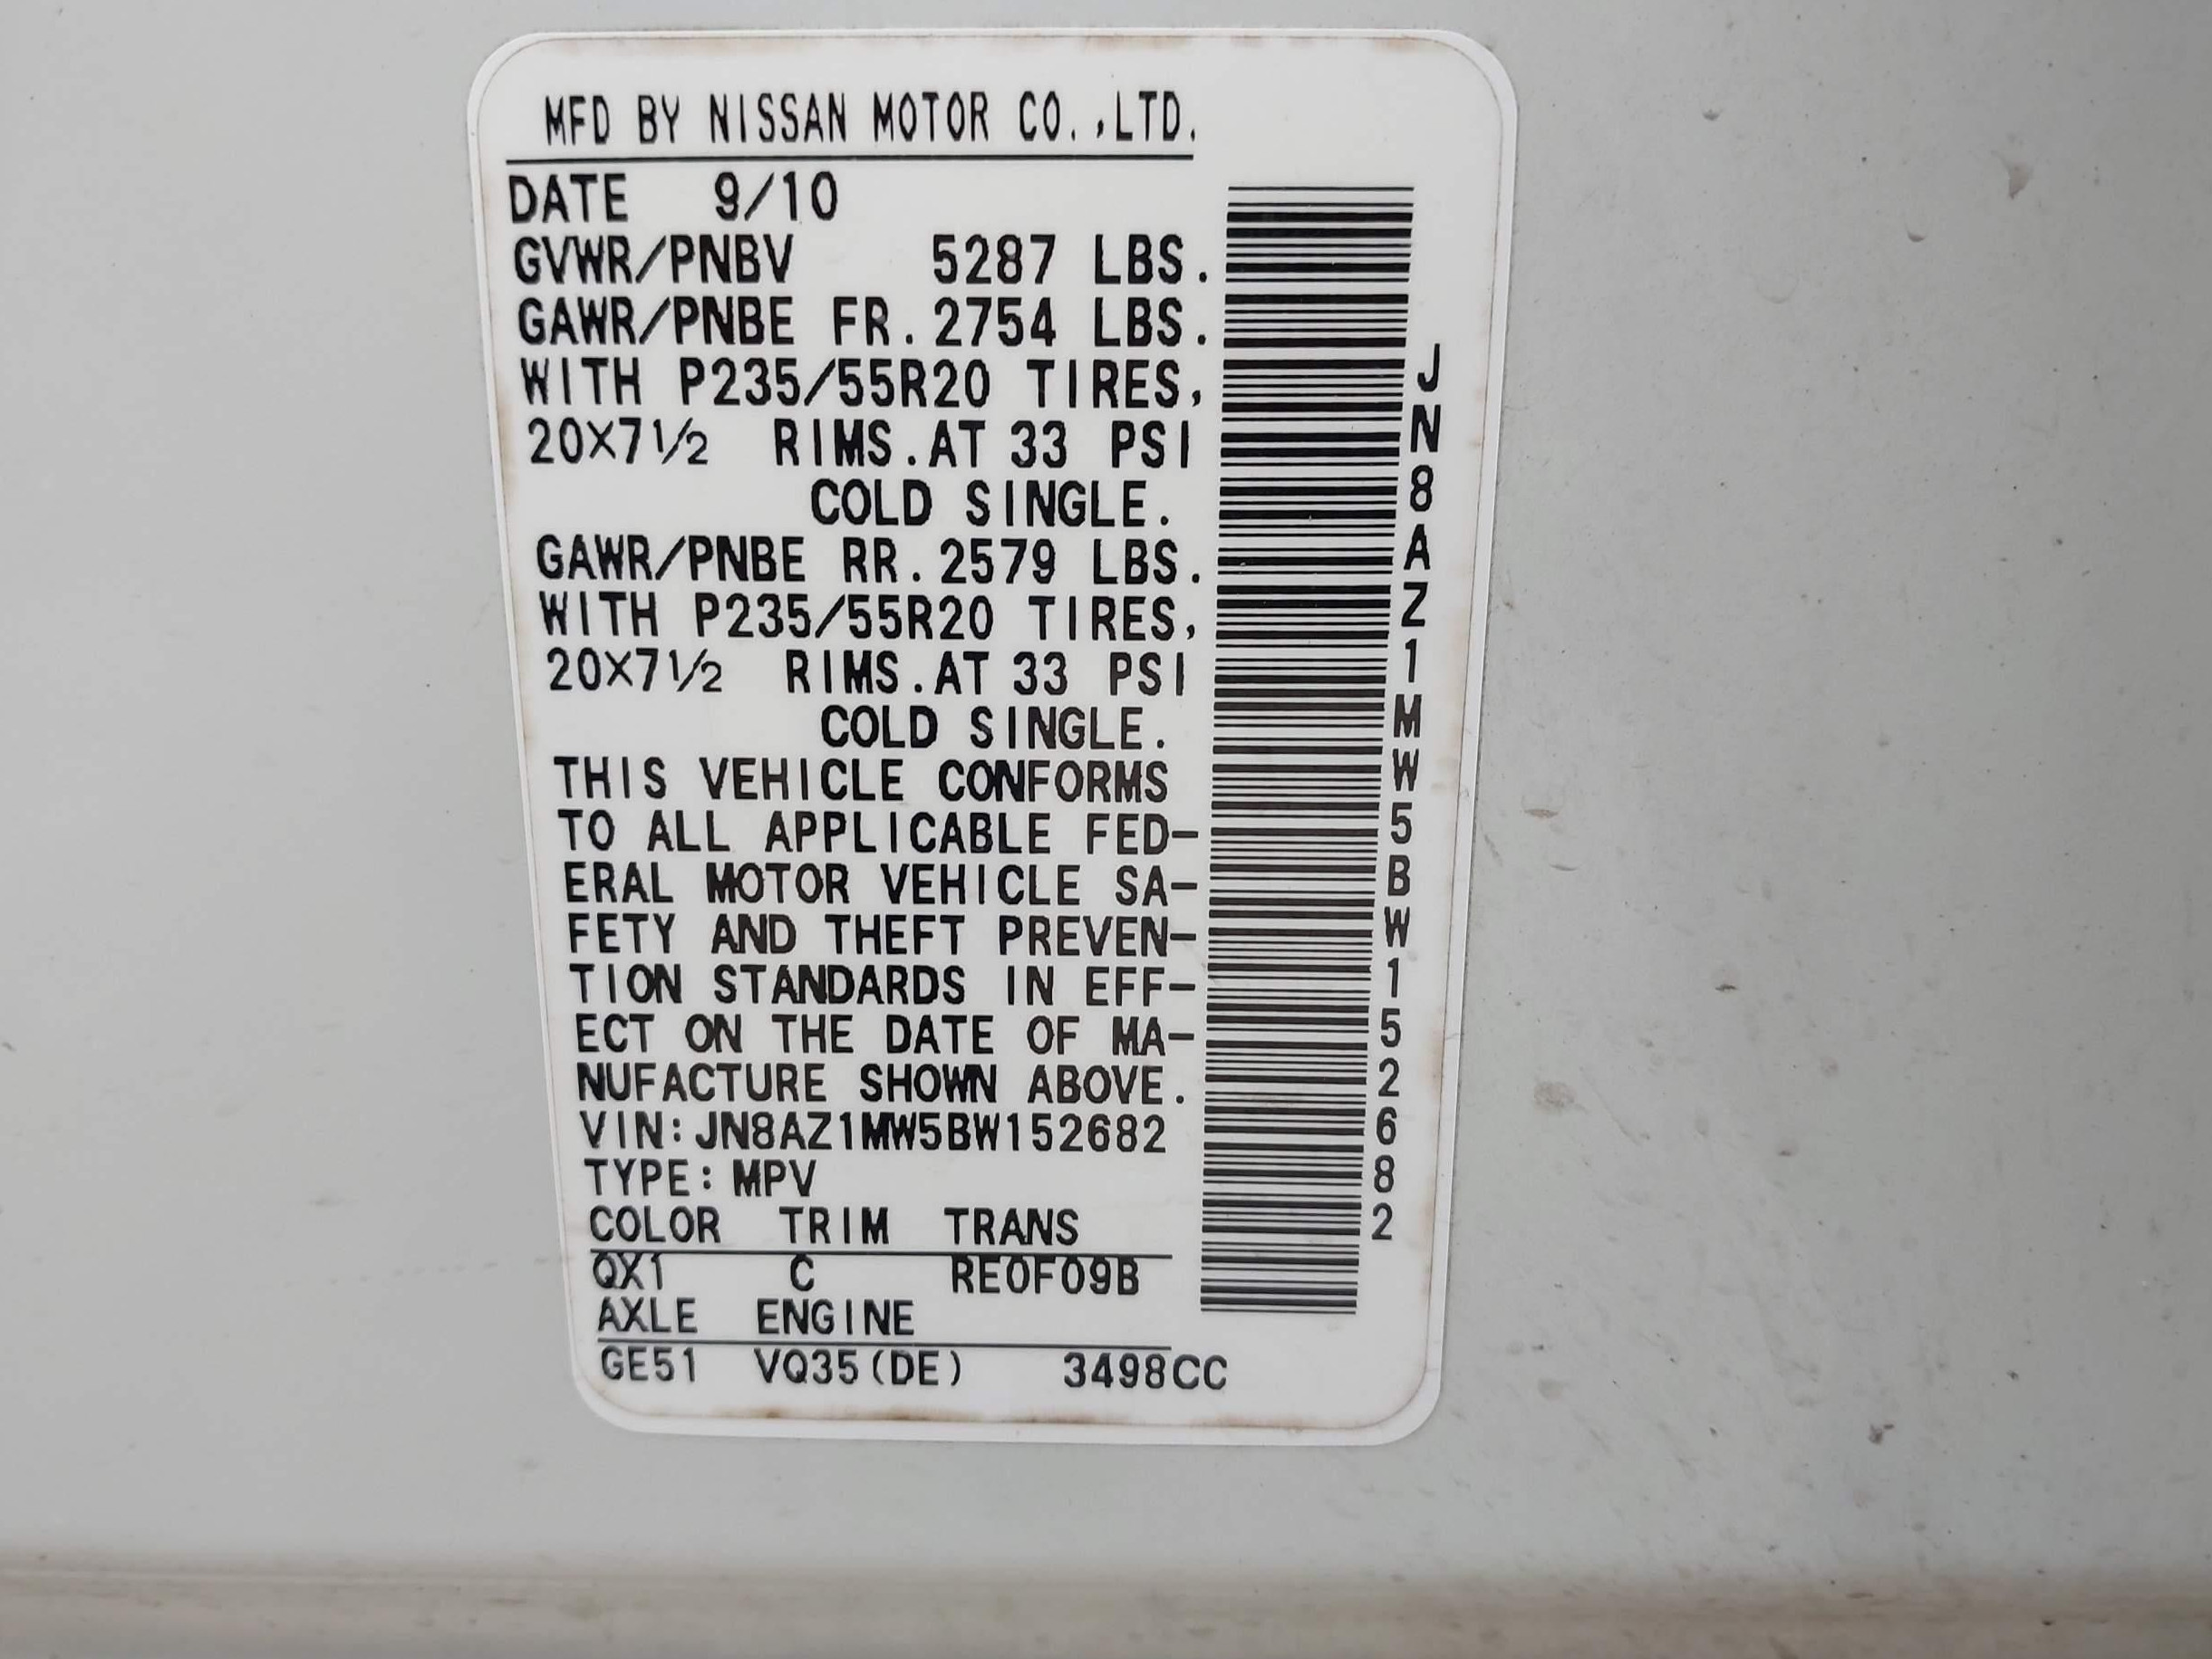 MFD BY NISSAN MOTOR CO.,LTD.
DATE 9/10
GVWR/PNBV 5287 LBS.
GAWR/PNBE FR.2754 LBS.
WITH P235/55R20 TIRES,
20X7 1/2 RIMS.AT 33 PSI
COLD SINGLE.
GAWR/PNBE RR.2579 LBS.
WITH P235/55R20 TIRES,
20X7 1/2 RIMS.AT 33 PSI
COLD SINGLE.
THIS VEHICLE CONFORMS
TO ALL APPLICABLE FED-
ERAL MOTOR VEHICLE SA-
FETY AND THEFT PREVEN-
TION STANDARDS IN EFF-
ECT ON THE DATE OF MA-
NUFACTURE SHOWN ABOVE.
VIN:JN8AZ1MW5BW152682
TYPE:MPV
COLOR TRIM TRANS
QX1 C RE0F09B
AXLE ENGINE
GE51 VQ35(DE) 3498CC
JN8AZ1MW5BW152682